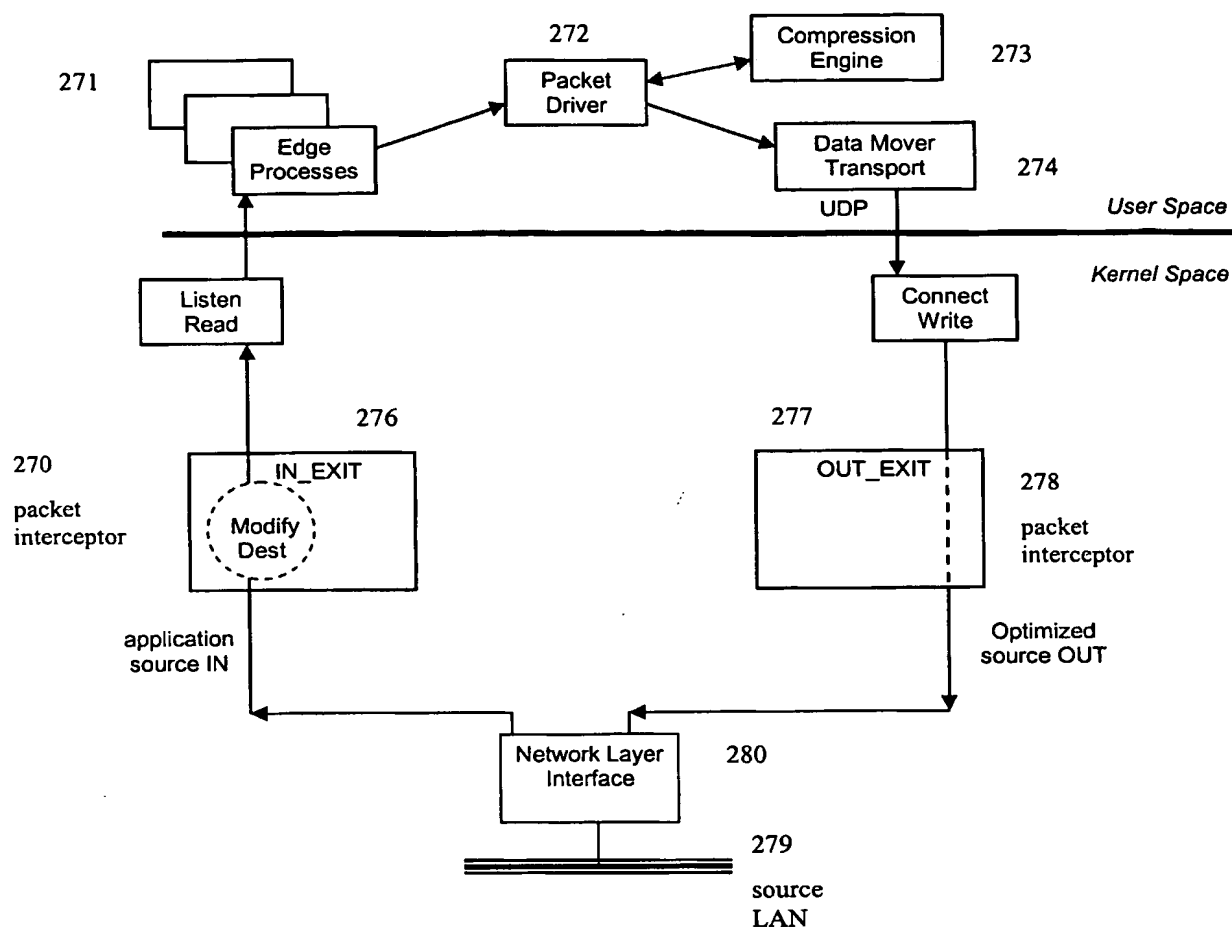 272
Compression
Engine
273
271
Packet
Driver
Edge
Processes
Data Mover
Transport
274
UDP
User Space
Kernel Space
Listen
Read
Connect
Write
276
277
270
packet
interceptor
IN_EXIT
Modify
Dest
OUT_EXIT
278
packet
interceptor
application
source IN
Optimized
source OUT
Network Layer
Interface
280
279
source
LAN